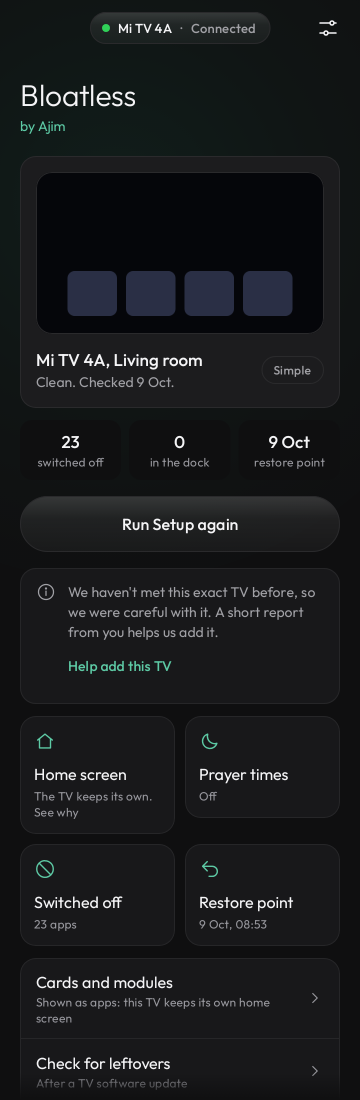 Mi TV 4A · Connected
Bloatless
by Ajim
Mi TV 4A, Living room
Clean. Checked 9 Oct.
Simple
23
switched off
0
in the dock
9 Oct
restore point
Run Setup again
We haven't met this exact TV before, so
we were careful with it. A short report
from you helps us add it.
Help add this TV
Home screen
The TV keeps its own.
See why
Prayer times
Off
Switched off
23 apps
Restore point
9 Oct, 08:53
Cards and modules
Shown as apps: this TV keeps its own home
screen
Check for leftovers
After a TV software update